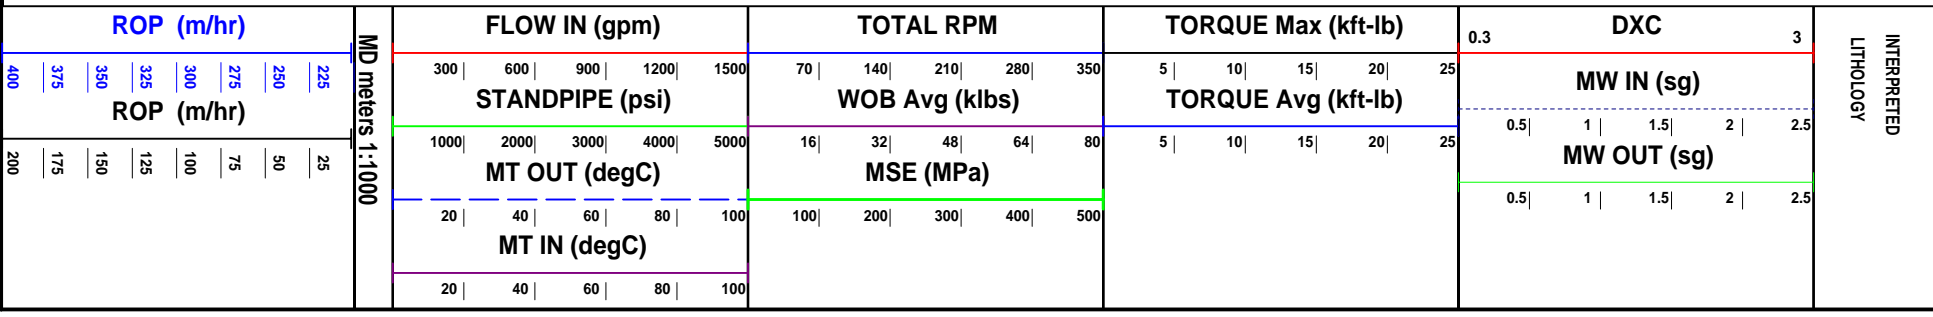 ROP (m/hr)
400 375 350 325 300 275 250 225
ROP (m/hr)
200 175 150 125 100 75 50 25
MD meters 1:1000
FLOW IN (gpm)
300 600 900 1200 1500
STANDPIPE (psi)
1000 2000 3000 4000 5000
MT OUT (degC)
20 40 60 80 100
MT IN (degC)
20 40 60 80 100
TOTAL RPM
70 140 210 280 350
WOB Avg (klbs)
16 32 48 64 80
MSE (MPa)
100 200 300 400 500
TORQUE Max (kft-lb)
5 10 15 20 25
TORQUE Avg (kft-lb)
5 10 15 20 25
DXC
0.3 3
MW IN (sg)
0.5 1 1.5 2 2.5
MW OUT (sg)
0.5 1 1.5 2 2.5
INTERPRETED
LITHOLOGY